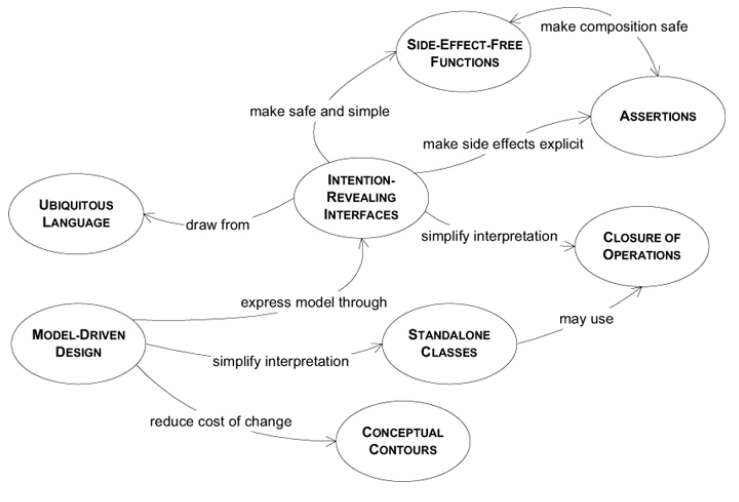 make composition safe
SIDE-EFFECT-FREE
FUNCTIONS
make safe and simple
ASSERTIONS
make side effects explicit
INTENTION-
REVEALING
INTERFACES
UBIQUITOUS
LANGUAGE
draw from
simplify interpretation
CLOSURE OF
OPERATIONS
express model through
may use
MODEL-DRIVEN
DESIGN
simplify interpretation
STANDALONE
CLASSES
reduce cost of change
CONCEPTUAL
CONTOURS